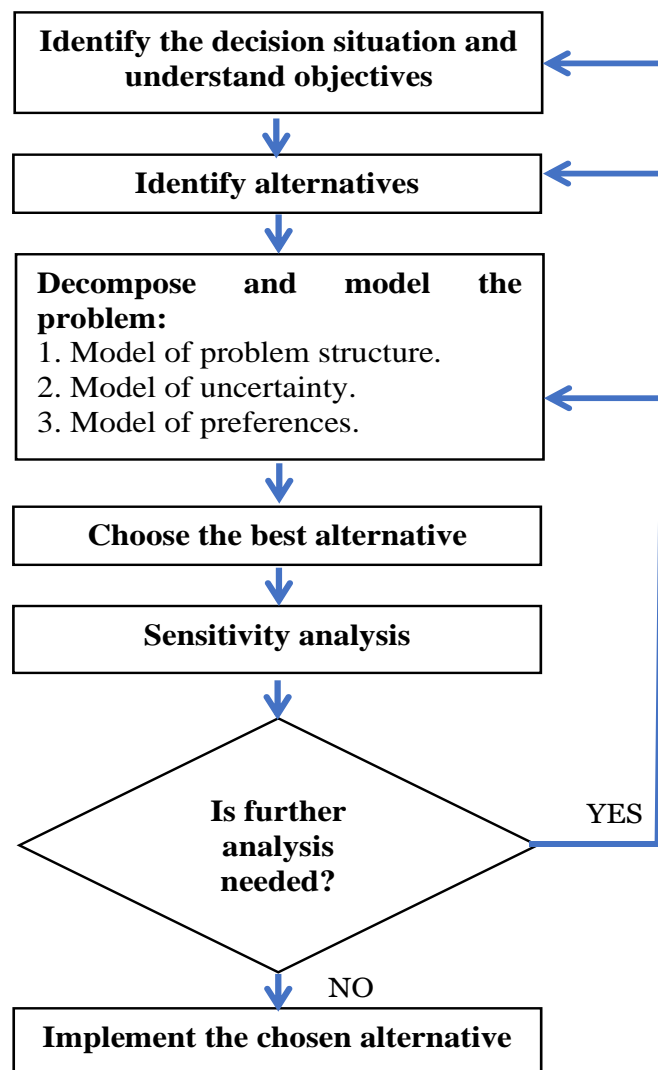 Identify the decision situation and
understand objectives
Identify alternatives
Decompose and model the
problem:
1. Model of problem structure.
2. Model of uncertainty.
3. Model of preferences.
Choose the best alternative
Sensitivity analysis
Is further
analysis
needed?
YES
NO
Implement the chosen alternative